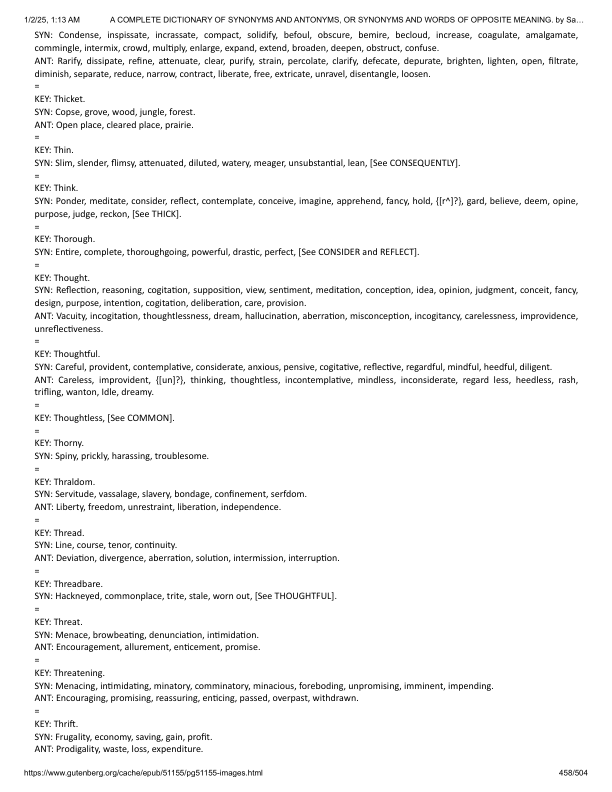 1/2/25, 1:13 AM A COMPLETE DICTIONARY OF SYNONYMS AND ANTONYMS, OR SYNONYMS AND WORDS OF OPPOSITE MEANING. by Sa…
SYN: Condense, inspissate, incrassate, compact, solidify, befoul, obscure, bemire, becloud, increase, coagulate, amalgamate,
commingle, intermix, crowd, multiply, enlarge, expand, extend, broaden, deepen, obstruct, confuse.
ANT: Rarify, dissipate, refine, attenuate, clear, purify, strain, percolate, clarify, defecate, depurate, brighten, lighten, open, filtrate,
diminish, separate, reduce, narrow, contract, liberate, free, extricate, unravel, disentangle, loosen.
=
KEY: Thicket.
SYN: Copse, grove, wood, jungle, forest.
ANT: Open place, cleared place, prairie.
=
KEY: Thin.
SYN: Slim, slender, flimsy, attenuated, diluted, watery, meager, unsubstantial, lean, [See CONSEQUENTLY].
=
KEY: Think.
SYN: Ponder, meditate, consider, reflect, contemplate, conceive, imagine, apprehend, fancy, hold, {[r^]?}, gard, believe, deem, opine,
purpose, judge, reckon, [See THICK].
=
KEY: Thorough.
SYN: Entire, complete, thoroughgoing, powerful, drastic, perfect, [See CONSIDER and REFLECT].
=
KEY: Thought.
SYN: Reflection, reasoning, cogitation, supposition, view, sentiment, meditation, conception, idea, opinion, judgment, conceit, fancy,
design, purpose, intention, cogitation, deliberation, care, provision.
ANT: Vacuity, incogitation, thoughtlessness, dream, hallucination, aberration, misconception, incogitancy, carelessness, improvidence,
unreflectiveness.
=
KEY: Thoughtful.
SYN: Careful, provident, contemplative, considerate, anxious, pensive, cogitative, reflective, regardful, mindful, heedful, diligent.
ANT: Careless, improvident, {[un]?}, thinking, thoughtless, incontemplative, mindless, inconsiderate, regard less, heedless, rash,
trifling, wanton, Idle, dreamy.
=
KEY: Thoughtless, [See COMMON].
=
KEY: Thorny.
SYN: Spiny, prickly, harassing, troublesome.
=
KEY: Thraldom.
SYN: Servitude, vassalage, slavery, bondage, confinement, serfdom.
ANT: Liberty, freedom, unrestraint, liberation, independence.
=
KEY: Thread.
SYN: Line, course, tenor, continuity.
ANT: Deviation, divergence, aberration, solution, intermission, interruption.
=
KEY: Threadbare.
SYN: Hackneyed, commonplace, trite, stale, worn out, [See THOUGHTFUL].
=
KEY: Threat.
SYN: Menace, browbeating, denunciation, intimidation.
ANT: Encouragement, allurement, enticement, promise.
=
KEY: Threatening.
SYN: Menacing, intimidating, minatory, comminatory, minacious, foreboding, unpromising, imminent, impending.
ANT: Encouraging, promising, reassuring, enticing, passed, overpast, withdrawn.
=
KEY: Thrift.
SYN: Frugality, economy, saving, gain, profit.
ANT: Prodigality, waste, loss, expenditure.
https://www.gutenberg.org/cache/epub/51155/pg51155-images.html 458/504